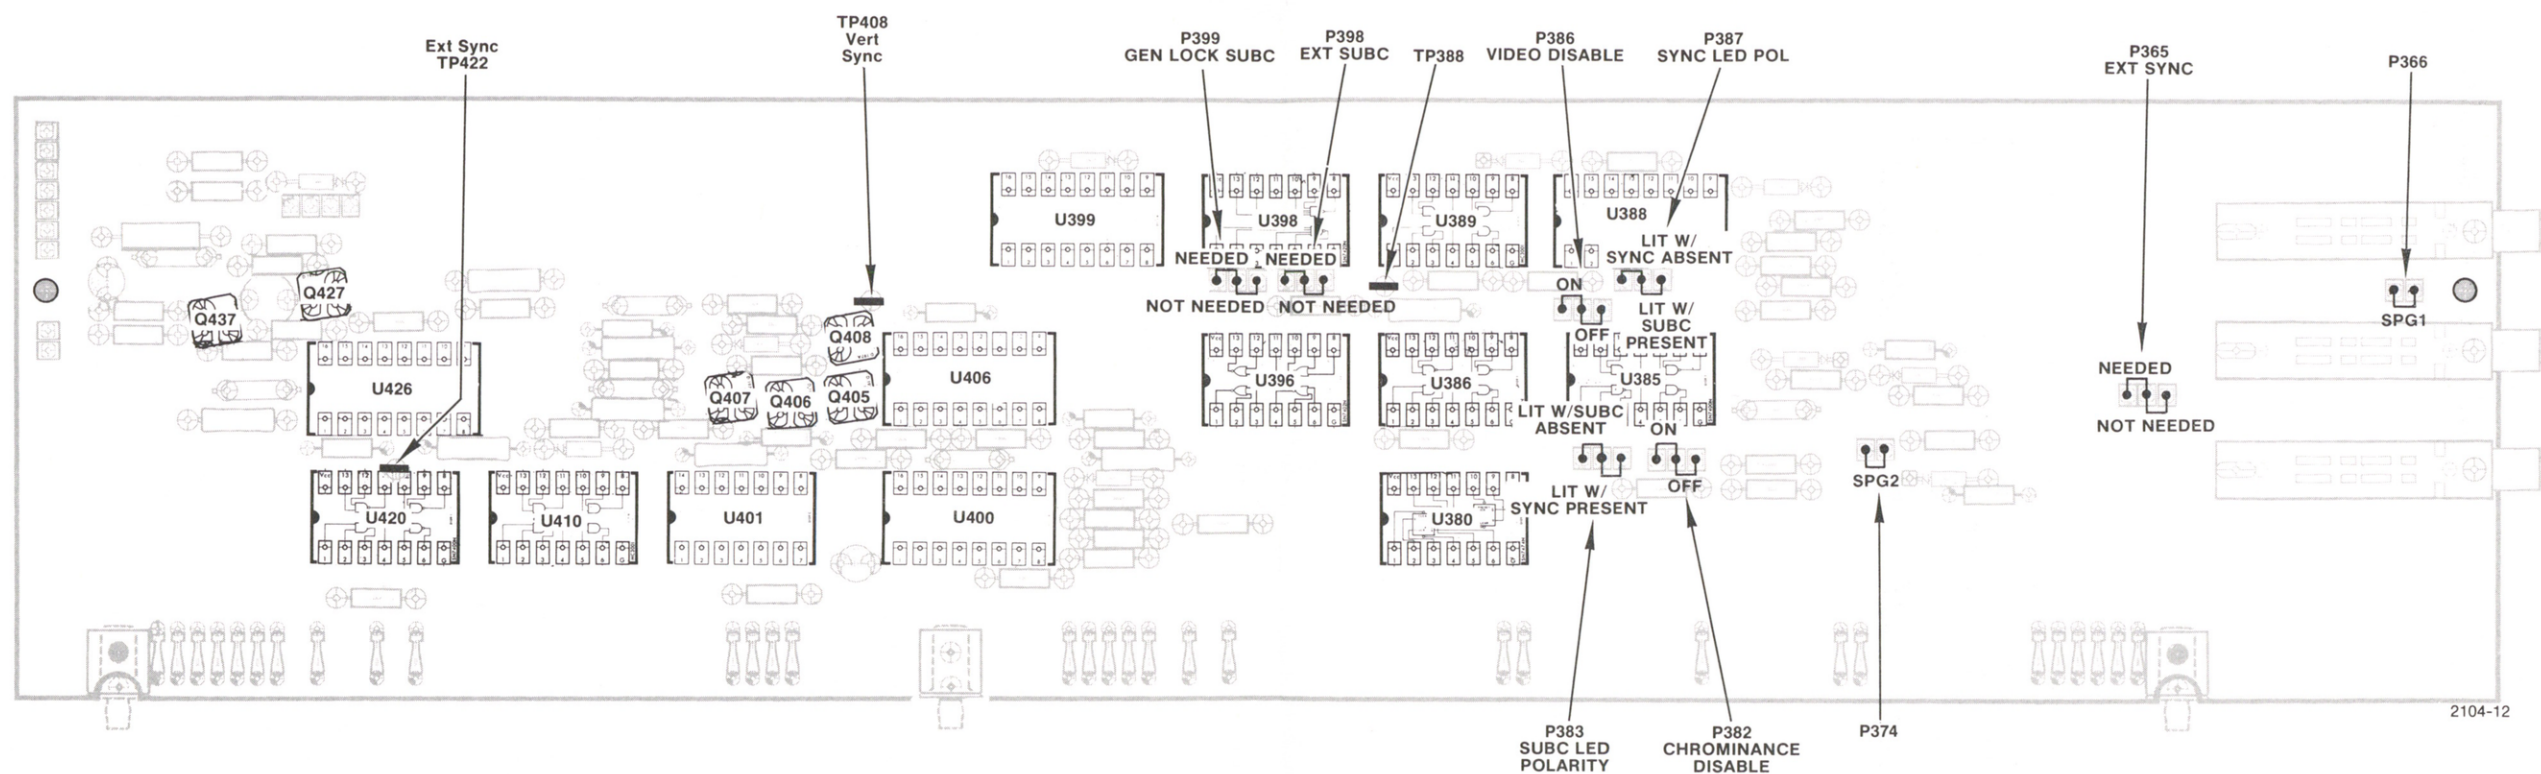 Ext Sync
TP422
TP408
Vert
Sync
P399
GEN LOCK SUBC
P398
EXT SUBC
TP388
P386
VIDEO DISABLE
P387
SYNC LED POL
P365
EXT SYNC
P366
U399
U398
U389
U388
LIT W/
SYNC ABSENT
NEEDED
NEEDED
NOT NEEDED
NOT NEEDED
ON
OFF
LIT W/
SUBC
PRESENT
SPG1
Q427
Q437
Q408
U426
Q407
Q406
Q405
U406
U396
U386
U385
NEEDED
NOT NEEDED
LIT W/SUBC
ABSENT
ON
OFF
LIT W/
SYNC PRESENT
SPG2
U420
U410
U401
U400
U380
2104-12
P383
SUBC LED
POLARITY
P382
CHROMINANCE
DISABLE
P374